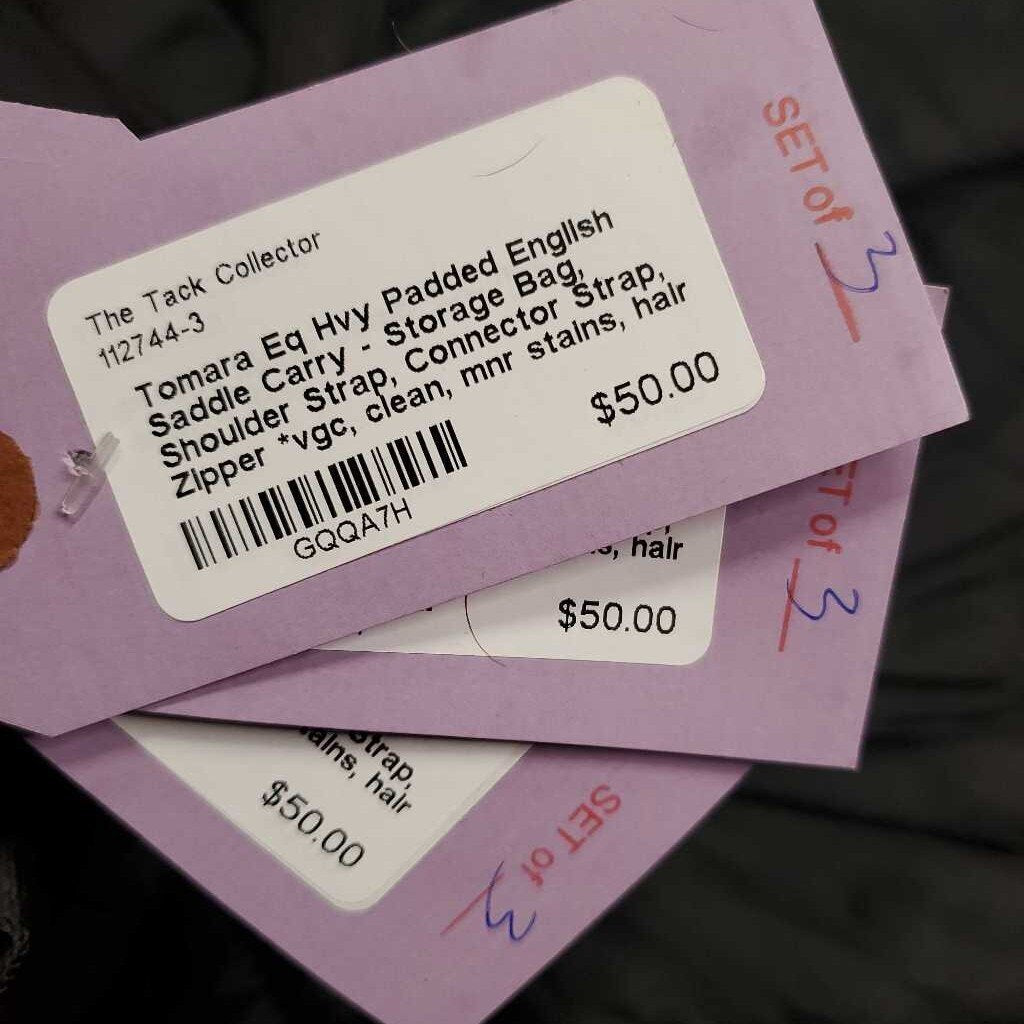 The Tack Collector
112744-3
Tomara Eq Hvy Padded English
Saddle Carry - Storage Bag,
Shoulder Strap, Connector Strap,
Zipper *vgc, clean, mnr stains, hair
$50.00
GQQA7H
SET of 3
hair
$50.00
SET of 3
Strap,
hair
$50.00
SET of 3